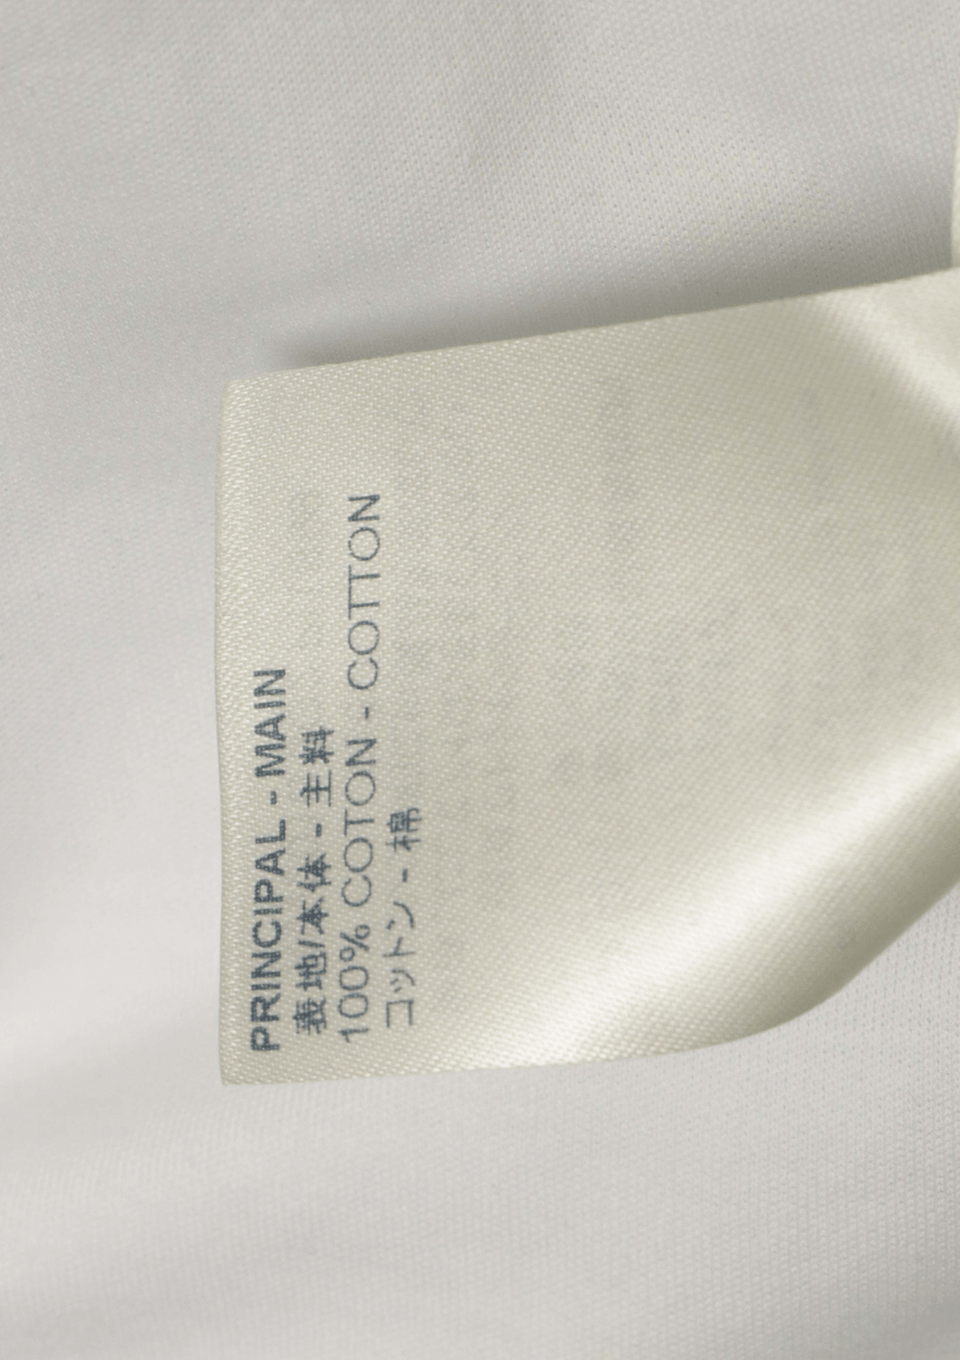 PRINCIPAL - MAIN
表地/本体 - 主料
100% COTON - COTTON
コットン - 棉